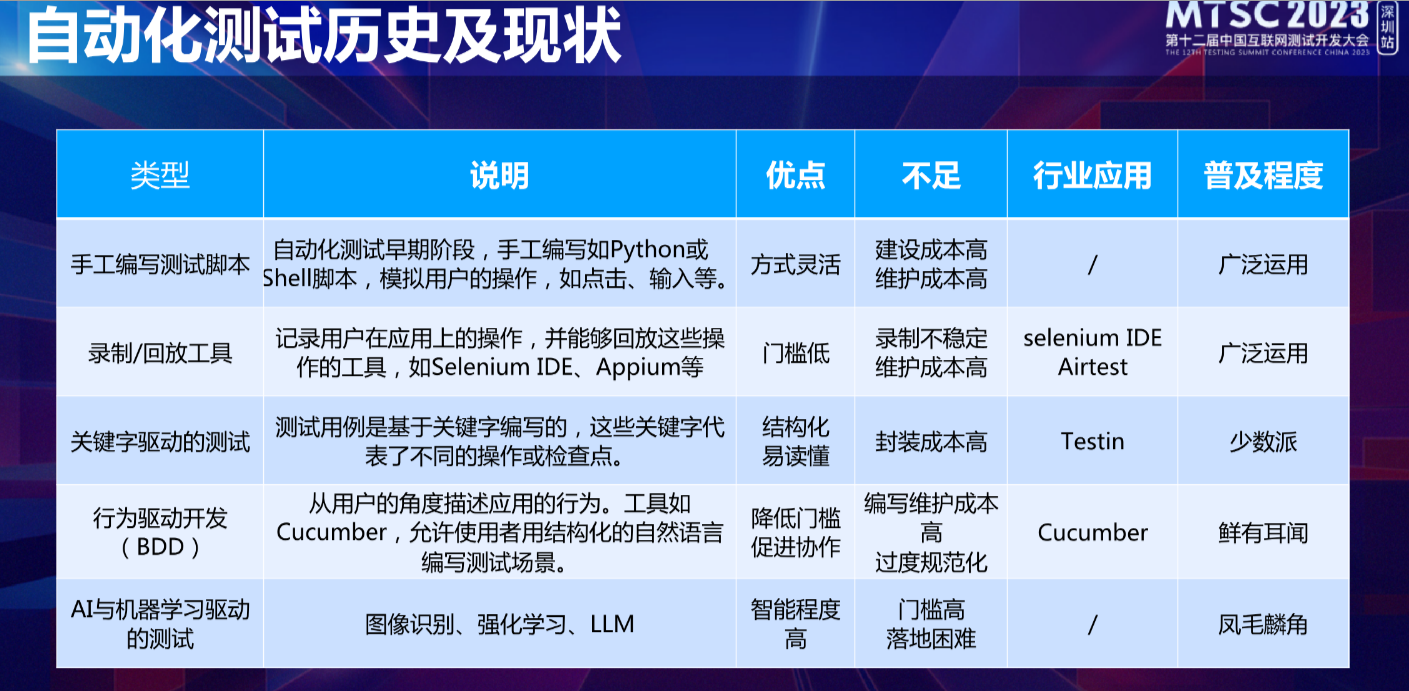 自动化测试历史及现状
MTSC 2023
深圳站
第十二届中国互联网测试开发大会
THE 12TH TESTING SUMMIT CONFERENCE CHINA 2023
类型
说明
优点
不足
行业应用
普及程度
手工编写测试脚本
自动化测试早期阶段，手工编写如Python或
Shell脚本，模拟用户的操作，如点击、输入等。
方式灵活
建设成本高
维护成本高
/
广泛运用
录制/回放工具
记录用户在应用上的操作，并能够回放这些操
作的工具，如Selenium IDE、Appium等
门槛低
录制不稳定
维护成本高
selenium IDE
Airtest
广泛运用
关键字驱动的测试
测试用例是基于关键字编写的，这些关键字代
表了不同的操作或检查点。
结构化
易读懂
封装成本高
Testin
少数派
行为驱动开发
（BDD）
从用户的角度描述应用的行为。工具如
Cucumber，允许使用者用结构化的自然语言
编写测试场景。
降低门槛
促进协作
编写维护成本
高
过度规范化
Cucumber
鲜有耳闻
AI与机器学习驱动
的测试
图像识别、强化学习、LLM
智能程度
高
门槛高
落地困难
/
凤毛麟角